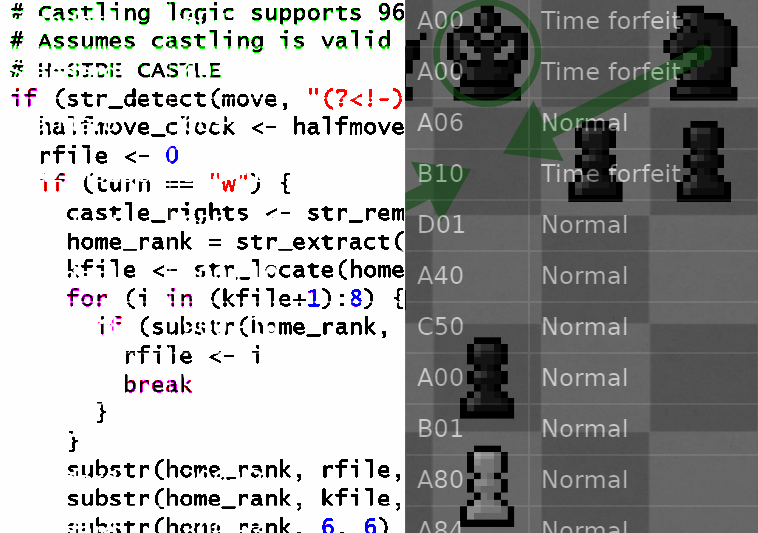 # Castling logic supports 96
# Assumes castling is valid
# H-SIDE CASTLE
if (str_detect(move, "(?<!-)
halfmove_clock <- halfmove
rfile <- 0
if (turn == "w") {
castle_rights <- str_rem
home_rank = str_extract(
kfile <- str_locate(home
for (i in (kfile+1):8) {
if (substr(home_rank,
rfile <- i
break
}
}
substr(home_rank, rfile,
substr(home_rank, kfile,
substr(home_rank, 6, 6)
A00 Time forfeit
A00 Time forfeit
A06 Normal
B10 Time forfeit
D01 Normal
A40 Normal
C50 Normal
A00 Normal
B01 Normal
A80 Normal
A84 Normal